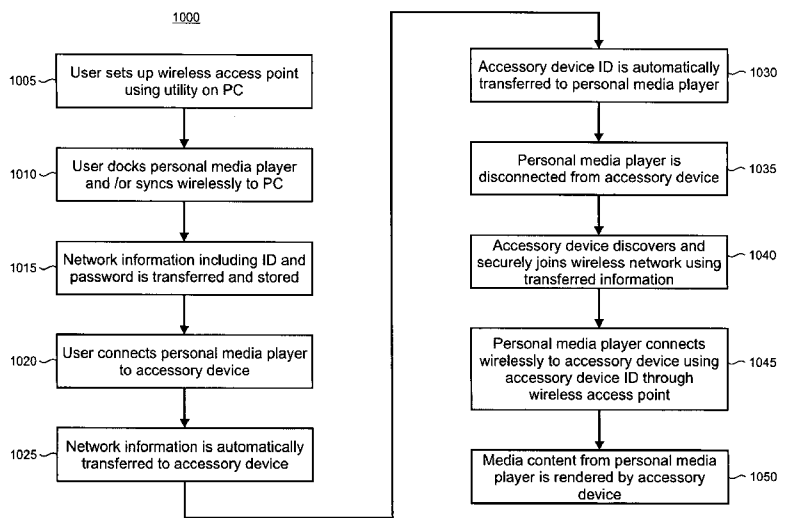 1000
1005
User sets up wireless access point
using utility on PC
1010
User docks personal media player
and /or syncs wirelessly to PC
1015
Network information including ID and
password is transferred and stored
1020
User connects personal media player
to accessory device
1025
Network information is automatically
transferred to accessory device
Accessory device ID is automatically
transferred to personal media player
1030
Personal media player is
disconnected from accessory device
1035
Accessory device discovers and
securely joins wireless network using
transferred information
1040
Personal media player connects
wirelessly to accessory device using
accessory device ID through
wireless access point
1045
Media content from personal media
player is rendered by accessory
device
1050